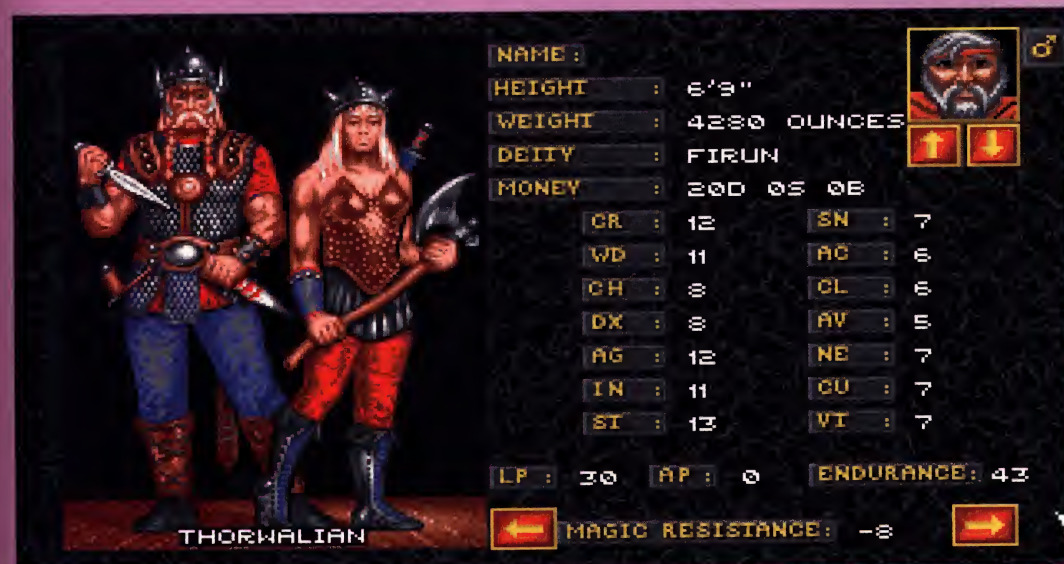 NAME :
HEIGHT : 6'9"
WEIGHT : 4280 OUNCES
DEITY : FIRUN
MONEY : 20D 0S 0B
CR : 12 SN : 7
WD : 11 AC : 6
CH : 8 CL : 6
DX : 8 AV : 5
AG : 12 NE : 7
IN : 11 CU : 7
ST : 13 VT : 7
LP : 30 AP : 0 ENDURANCE: 43
THORWALIAN
MAGIC RESISTANCE: -8